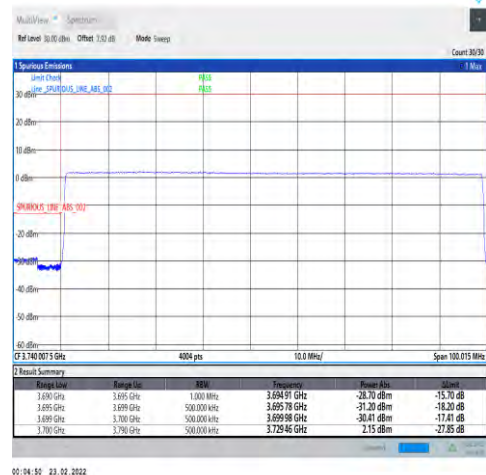 MultiView Spectrum
Ref Level 30.00 dBm Offset 3.92 dB Mode Sweep
Count 30/30
1 Spurious Emissions 1 Max
Limit Check PASS
Line _SPURIOUS_LINE_ABS_002 PASS
30 dBm
20 dBm
10 dBm
0 dBm
SPURIOUS_LINE_ABS_002
-30 dBm
-40 dBm
-50 dBm
-60 dBm
CF 3.740 007 5 GHz 4004 pts 10.0 MHz/ Span 100.015 MHz
2 Result Summary
Range Low Range Up RBW Frequency Power Abs ΔLimit
3.690 GHz 3.695 GHz 1.000 MHz 3.694 91 GHz -28.70 dBm -15.70 dB
3.695 GHz 3.699 GHz 500.000 kHz 3.695 78 GHz -31.20 dBm -18.20 dB
3.699 GHz 3.700 GHz 500.000 kHz 3.699 98 GHz -30.41 dBm -17.41 dB
3.700 GHz 3.790 GHz 500.000 kHz 3.729 46 GHz 2.15 dBm -27.85 dB
00:04:50 23.02.2022